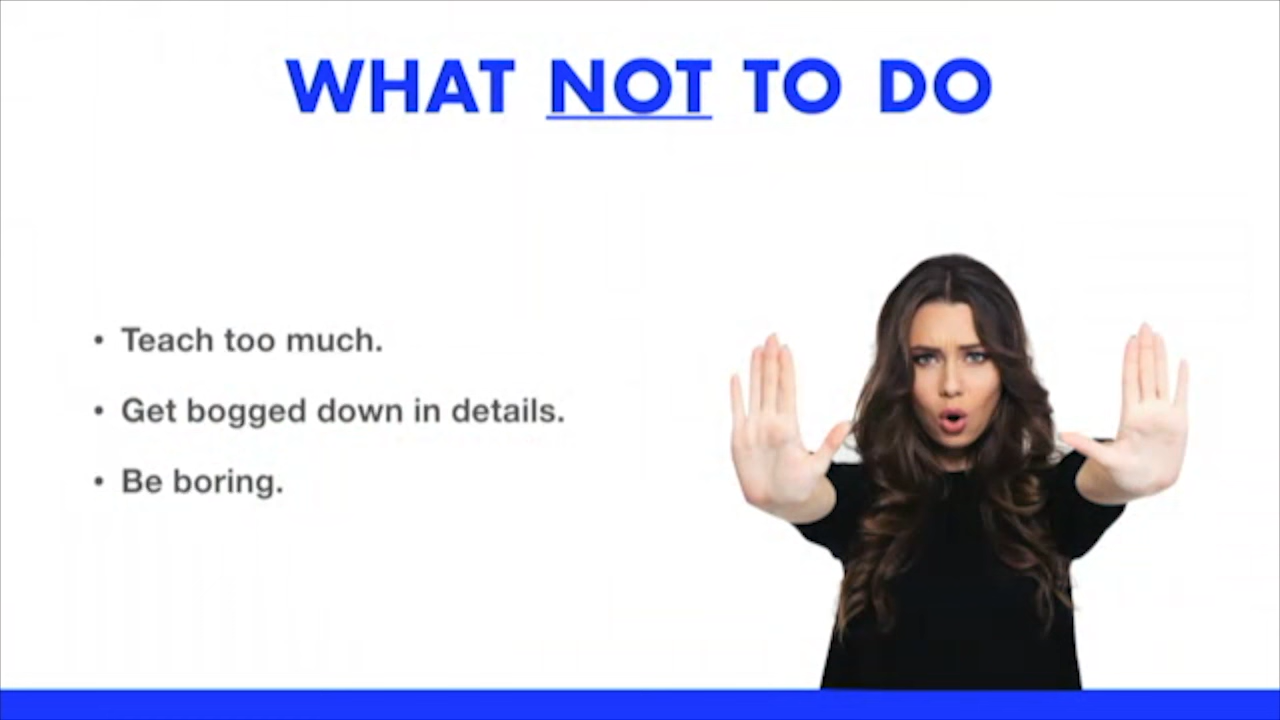 WHAT NOT TO DO
• Teach too much.
• Get bogged down in details.
• Be boring.